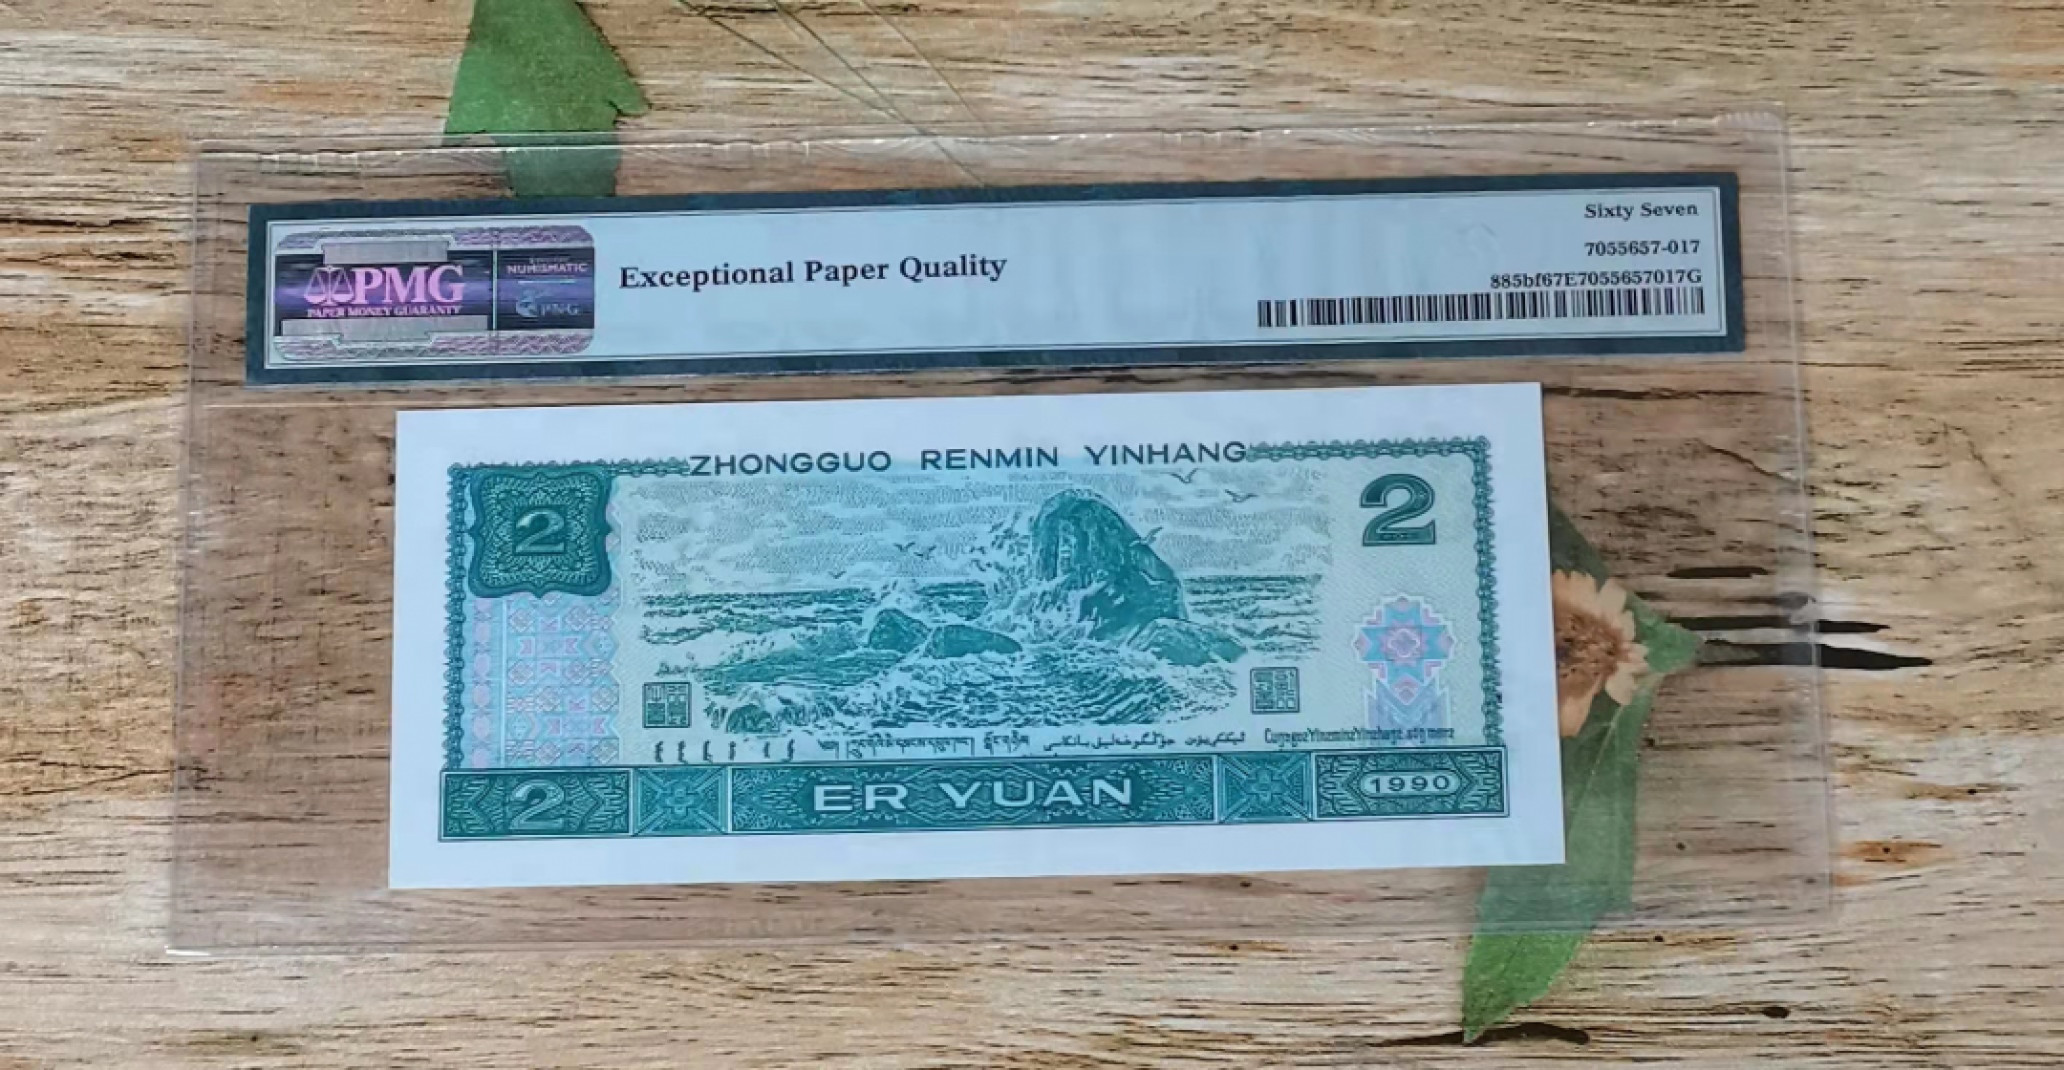 Sixty Seven
7055657-017
885bf67E7055657017G
PMG
PAPER MONEY GUARANTY
NUMISMATIC
PNG
Exceptional Paper Quality
ZHONGGUO RENMIN YINHANG
2
2
2
ER YUAN
1990